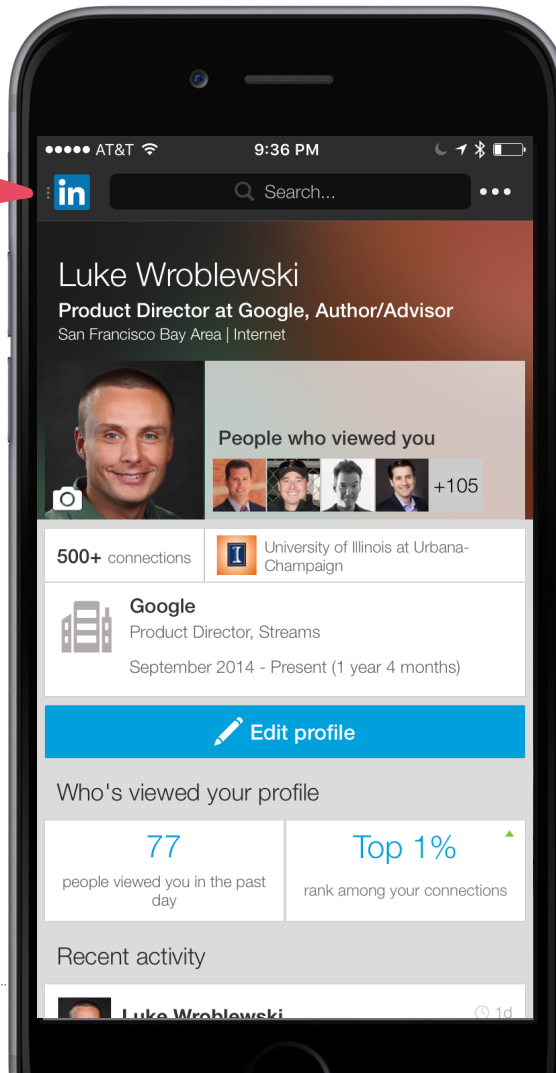 AT&T
9:36 PM
in
Search...
Luke Wroblewski
Product Director at Google, Author/Advisor
San Francisco Bay Area | Internet
People who viewed you
+105
500+ connections
I
University of Illinois at Urbana-
Champaign
Google
Product Director, Streams
September 2014 - Present (1 year 4 months)
Edit profile
Who's viewed your profile
77
people viewed you in the past
day
Top 1%
rank among your connections
Recent activity
Luke Wroblewski
1d